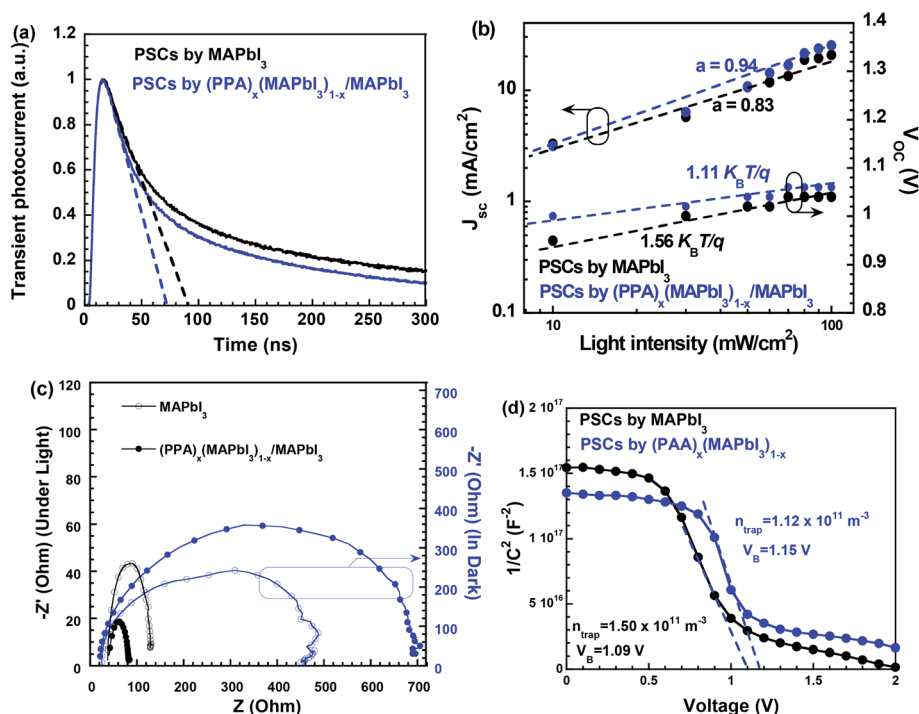 (a)
PSCs by MAPbI3
PSCs by (PPA)x(MAPbI3)1-x/MAPbI3
Transient photocurrent (a.u.)
1.2
1.0
0.8
0.6
0.4
0.2
0
0 50 100 150 200 250 300
Time (ns)
(b)
a = 0.94
a = 0.83
1.11 KBT/q
1.56 KBT/q
PSCs by MAPbI3
PSCs by (PPA)x(MAPbI3)1-x/MAPbI3
Jsc (mA/cm2)
10
1
0.1
VOC (V)
1.4
1.3
1.2
1.1
1.0
0.9
0.8
10 100
Light intensity (mW/cm2)
(c)
MAPbI3
(PPA)x(MAPbI3)1-x/MAPbI3
-Z' (Ohm) (Under Light)
120
100
80
60
40
20
0
-Z' (Ohm) (In Dark)
700
600
500
400
300
200
100
0
0 100 200 300 400 500 600 700
Z (Ohm)
(d)
PSCs by MAPbI3
PSCs by (PAA)x(MAPbI3)1-x
ntrap=1.12 x 10^11 m-3
VB=1.15 V
ntrap=1.50 x 10^11 m-3
VB=1.09 V
1/C2 (F-2)
2 10^17
1.5 10^17
1 10^17
5 10^16
0
0 0.5 1 1.5 2
Voltage (V)